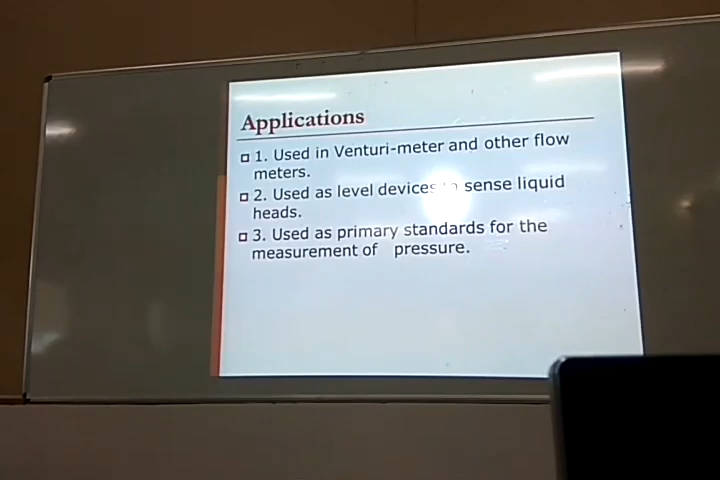 Applications
1. Used in Venturi-meter and other flow
meters.
2. Used as level devices to sense liquid
heads.
3. Used as primary standards for the
measurement of pressure.